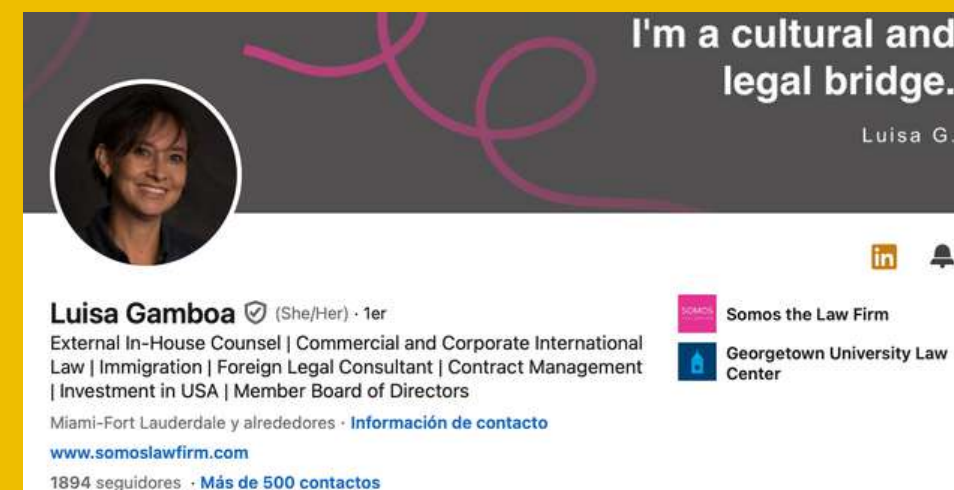 I'm a cultural and
legal bridge.
Luisa G.
Luisa Gamboa (She/Her) · 1er
External In-House Counsel | Commercial and Corporate International
Law | Immigration | Foreign Legal Consultant | Contract Management
| Investment in USA | Member Board of Directors
Miami-Fort Lauderdale y alrededores · Información de contacto
www.somoslawfirm.com
1894 seguidores · Más de 500 contactos
in
SOMOS
Somos the Law Firm
Georgetown University Law
Center